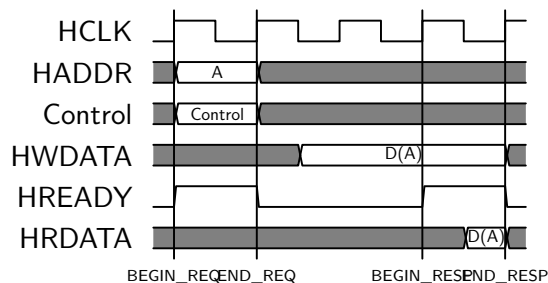 HCLK
HADDR A
Control Control
HWDATA D(A)
HREADY
HRDATA D(A)
BEGIN_REQ END_REQ BEGIN_RESP END_RESP